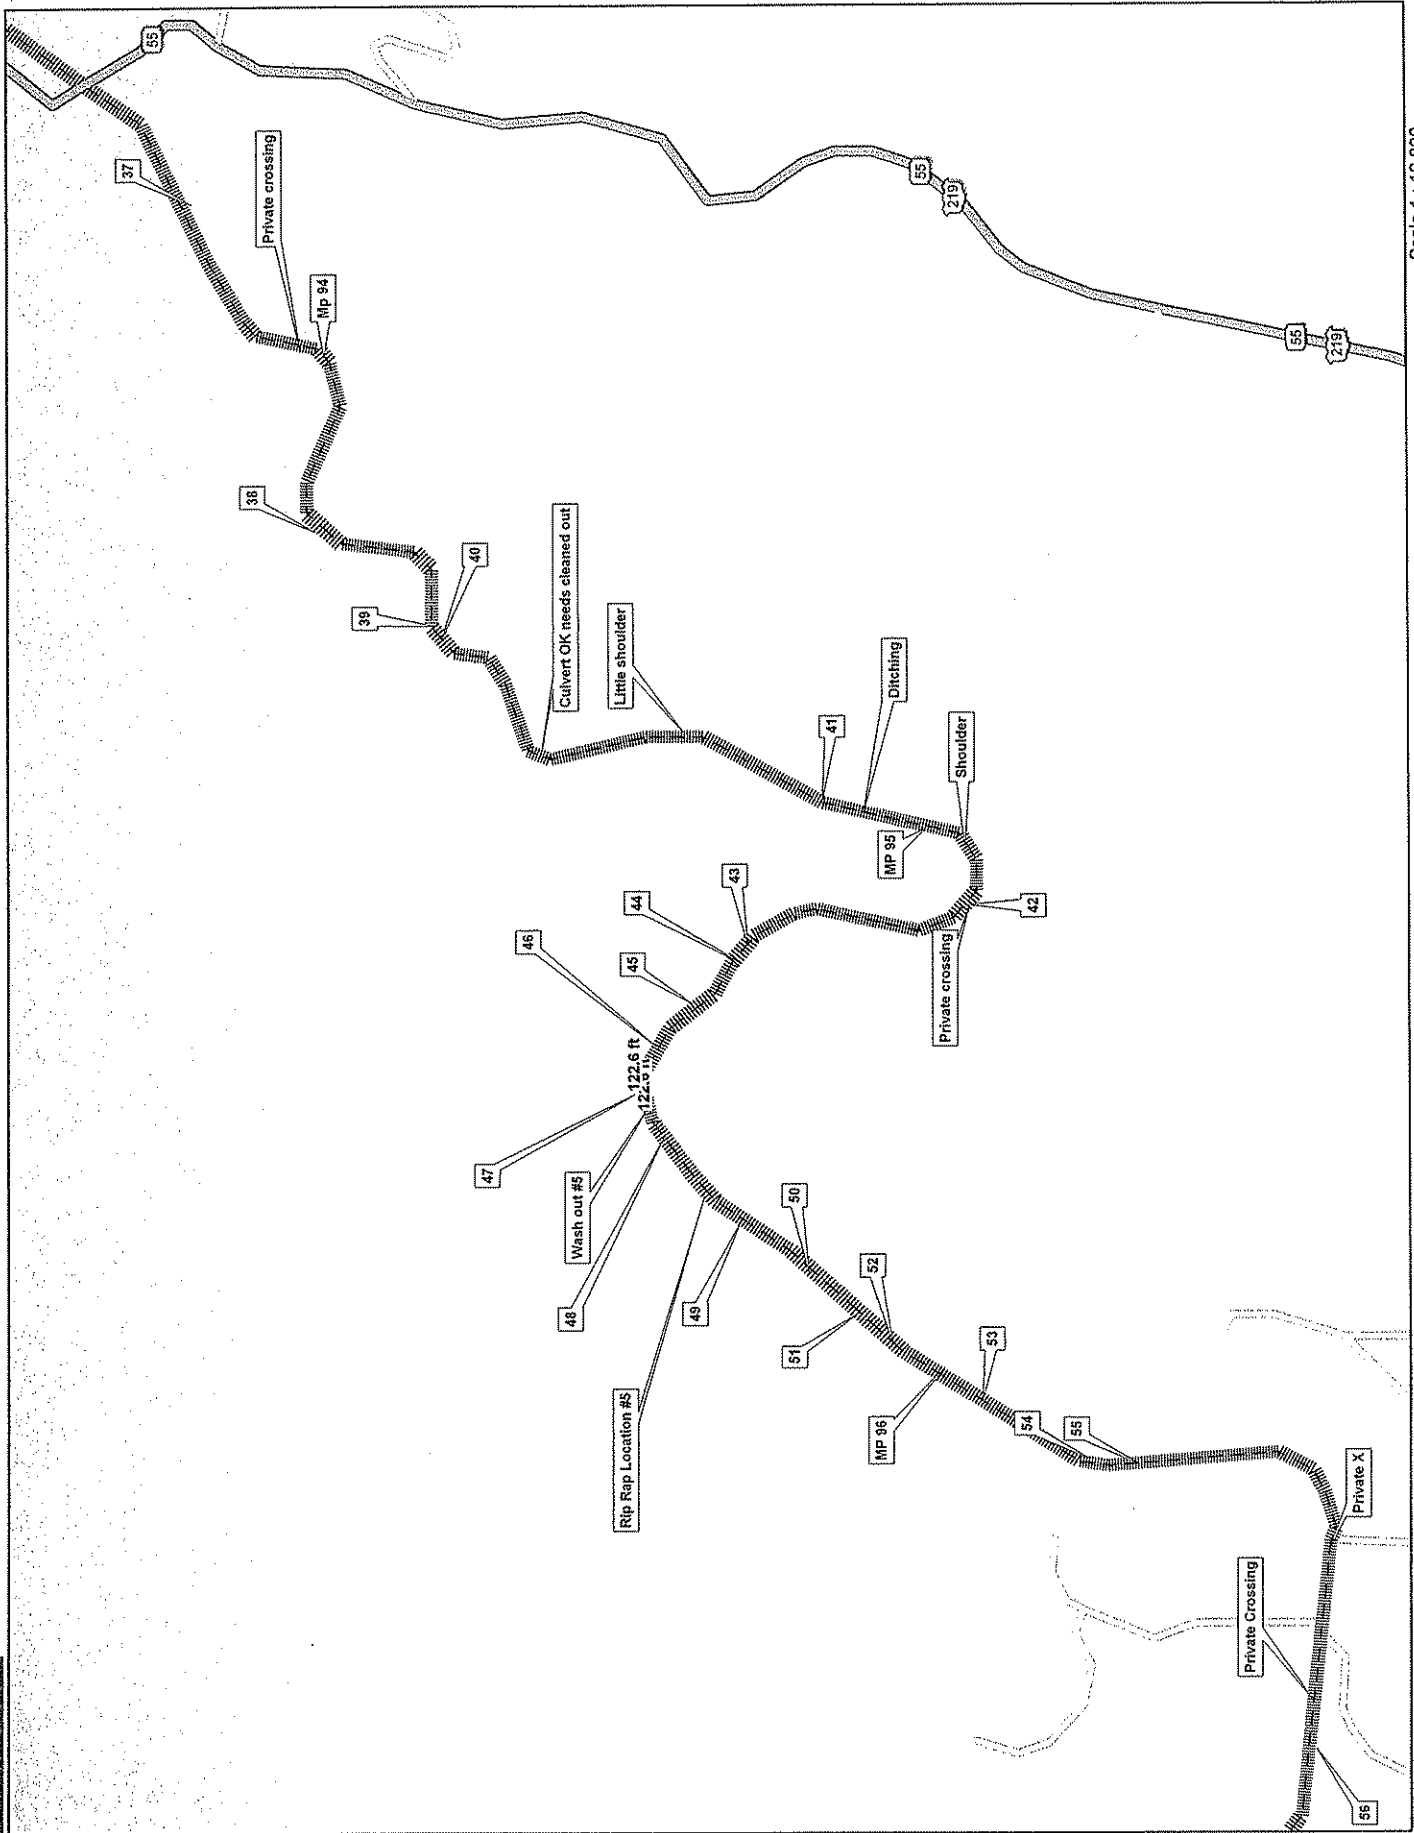 55
37
Private crossing
Mp 94
38
39
40
Culvert OK needs cleaned out
Little shoulder
41
Ditching
MP 95
Shoulder
42
Private crossing
43
44
45
46
122.6 ft
122.6 ft
47
Wash out #5
48
Rip Rap Location #5
49
50
51
52
MP 96
53
54
55
Private X
Private Crossing
56
55
219
55
219